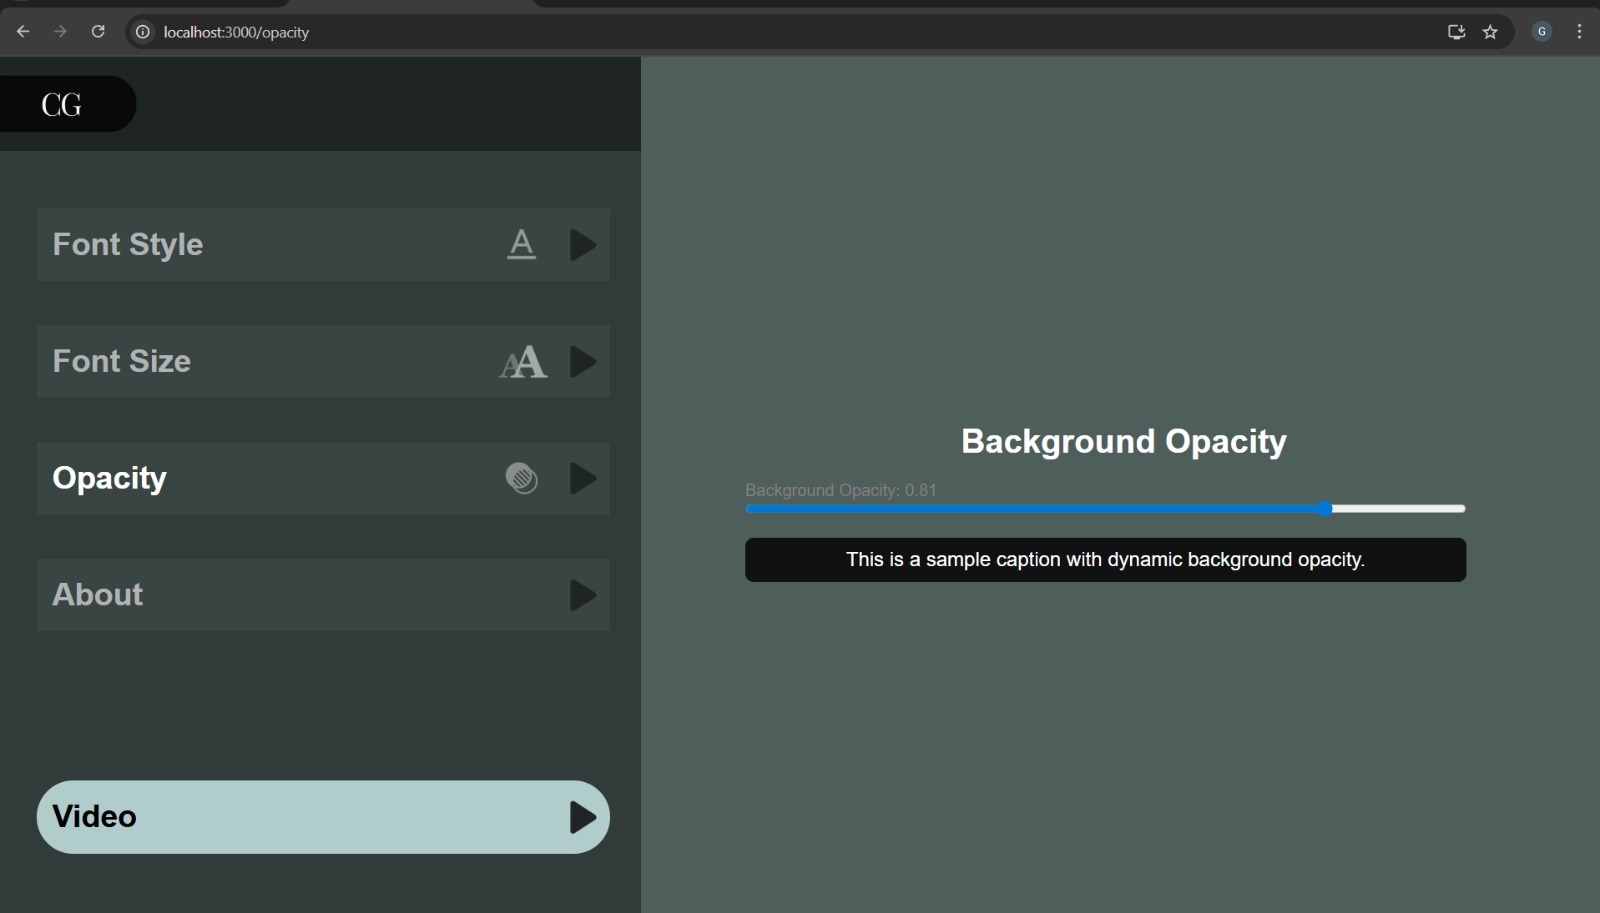 localhost:3000/opacity
G
CG
Font Style
A
Font Size
AA
Opacity
About
Video
Background Opacity
Background Opacity: 0.81
This is a sample caption with dynamic background opacity.